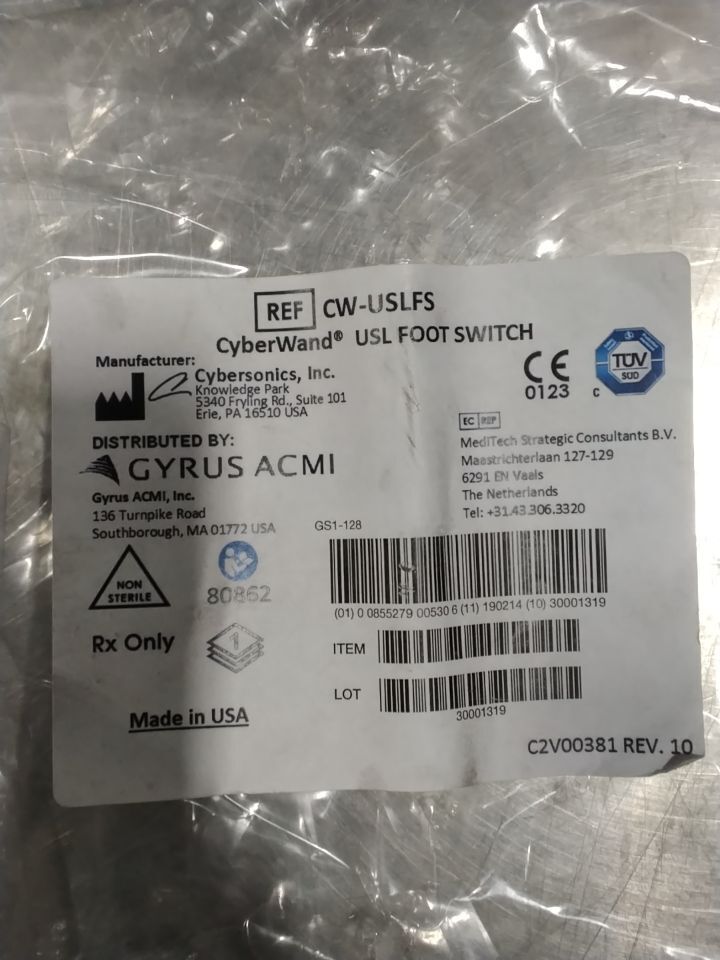 REF CW-USLFS
CyberWand® USL FOOT SWITCH
Manufacturer:
Cybersonics, Inc.
Knowledge Park
5340 Fryling Rd., Suite 101
Erie, PA 16510 USA
CE
0123
TÜV
SÜD
C
DISTRIBUTED BY:
GYRUS ACMI
Gyrus ACMI, Inc.
136 Turnpike Road
Southborough, MA 01772 USA
EC REP
MediTech Strategic Consultants B.V.
Maastrichterlaan 127-129
6291 EN Vaals
The Netherlands
Tel: +31.43.306.3320
NON
STERILE
80862
GS1-128
(01) 0 0855279 00530 6 (11) 190214 (10) 30001319
Rx Only
1
ITEM
LOT
30001319
Made in USA
C2V00381 REV. 10